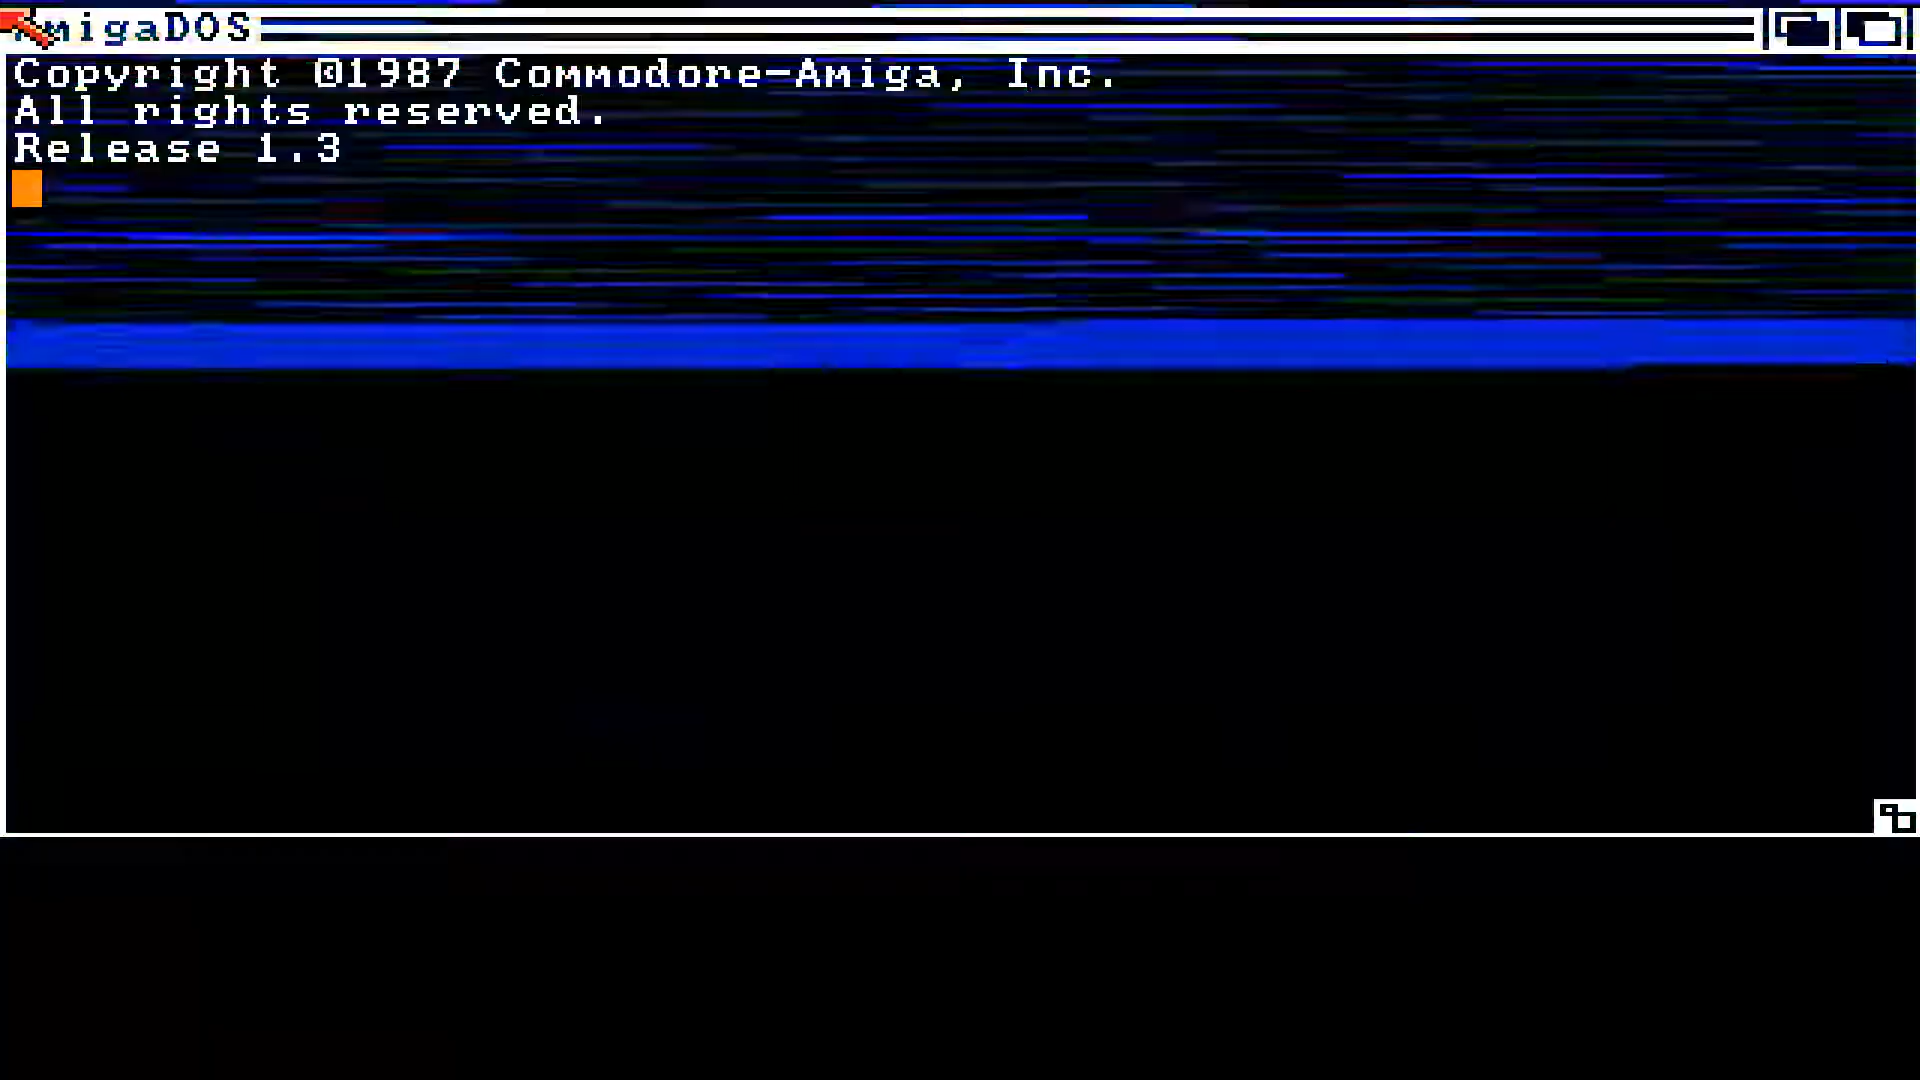 AmigaDOS
Copyright ©1987 Commodore-Amiga, Inc.
All rights reserved.
Release 1.3